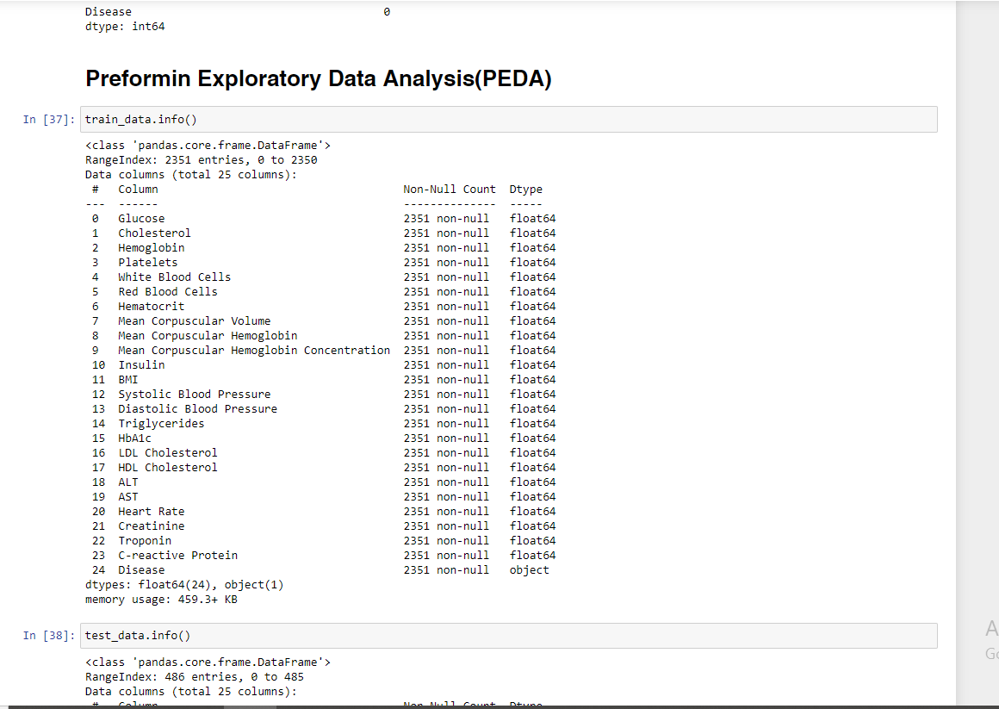 Disease                                      0
dtype: int64
Preformin Exploratory Data Analysis(PEDA)
In [37]: train_data.info()
<class 'pandas.core.frame.DataFrame'>
RangeIndex: 2351 entries, 0 to 2350
Data columns (total 25 columns):
 #   Column                                     Non-Null Count  Dtype
---  ------                                     --------------  -----
 0   Glucose                                    2351 non-null   float64
 1   Cholesterol                                2351 non-null   float64
 2   Hemoglobin                                 2351 non-null   float64
 3   Platelets                                  2351 non-null   float64
 4   White Blood Cells                          2351 non-null   float64
 5   Red Blood Cells                            2351 non-null   float64
 6   Hematocrit                                 2351 non-null   float64
 7   Mean Corpuscular Volume                    2351 non-null   float64
 8   Mean Corpuscular Hemoglobin                2351 non-null   float64
 9   Mean Corpuscular Hemoglobin Concentration  2351 non-null   float64
 10  Insulin                                    2351 non-null   float64
 11  BMI                                        2351 non-null   float64
 12  Systolic Blood Pressure                    2351 non-null   float64
 13  Diastolic Blood Pressure                   2351 non-null   float64
 14  Triglycerides                              2351 non-null   float64
 15  HbA1c                                      2351 non-null   float64
 16  LDL Cholesterol                            2351 non-null   float64
 17  HDL Cholesterol                            2351 non-null   float64
 18  ALT                                        2351 non-null   float64
 19  AST                                        2351 non-null   float64
 20  Heart Rate                                 2351 non-null   float64
 21  Creatinine                                 2351 non-null   float64
 22  Troponin                                   2351 non-null   float64
 23  C-reactive Protein                         2351 non-null   float64
 24  Disease                                    2351 non-null   object
dtypes: float64(24), object(1)
memory usage: 459.3+ KB
In [38]: test_data.info()
<class 'pandas.core.frame.DataFrame'>
RangeIndex: 486 entries, 0 to 485
Data columns (total 25 columns):
 #   Column                                     Non-Null Count  Dtype